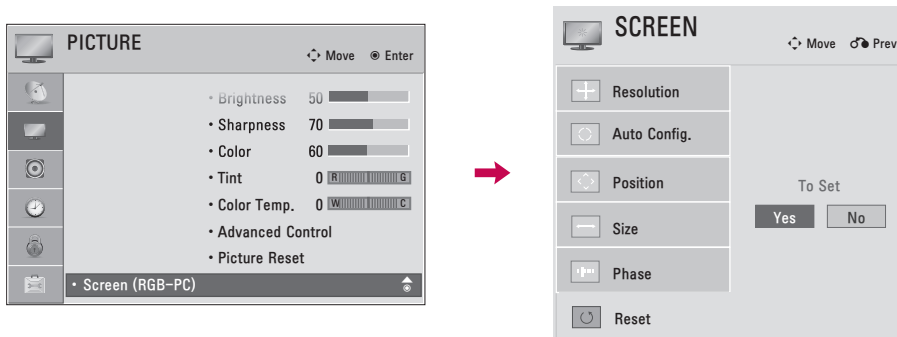 PICTURE
Move Enter
• Brightness 50
• Sharpness 70
• Color 60
• Tint 0 R G
• Color Temp. 0 W C
• Advanced Control
• Picture Reset
• Screen (RGB-PC)
SCREEN
Move Prev
Resolution
Auto Config.
Position
Size
Phase
Reset
To Set
Yes No